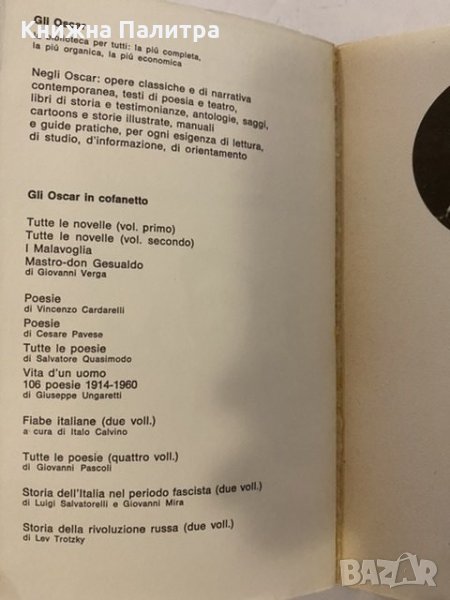 Gli Oscar
Книжна Палитра
biblioteca per tutti: la piú completa,
la piú organica, la piú economica
Negli Oscar: opere classiche e di narrativa
contemporanea, testi di poesia e teatro,
libri di storia e testimonianze, antologie, saggi,
cartoons e storie illustrate, manuali
e guide pratiche, per ogni esigenza di lettura,
di studio, d'informazione, di orientamento
Gli Oscar in cofanetto
Tutte le novelle (vol. primo)
Tutte le novelle (vol. secondo)
I Malavoglia
Mastro-don Gesualdo
di Giovanni Verga
Poesie
di Vincenzo Cardarelli
Poesie
di Cesare Pavese
Tutte le poesie
di Salvatore Quasimodo
Vita d'un uomo
106 poesie 1914-1960
di Giuseppe Ungaretti
Fiabe italiane (due voll.)
a cura di Italo Calvino
Tutte le poesie (quattro voll.)
di Giovanni Pascoli
Storia dell'Italia nel periodo fascista (due voll.)
di Luigi Salvatorelli e Giovanni Mira
Storia della rivoluzione russa (due voll.)
di Lev Trotzky
BAZAR